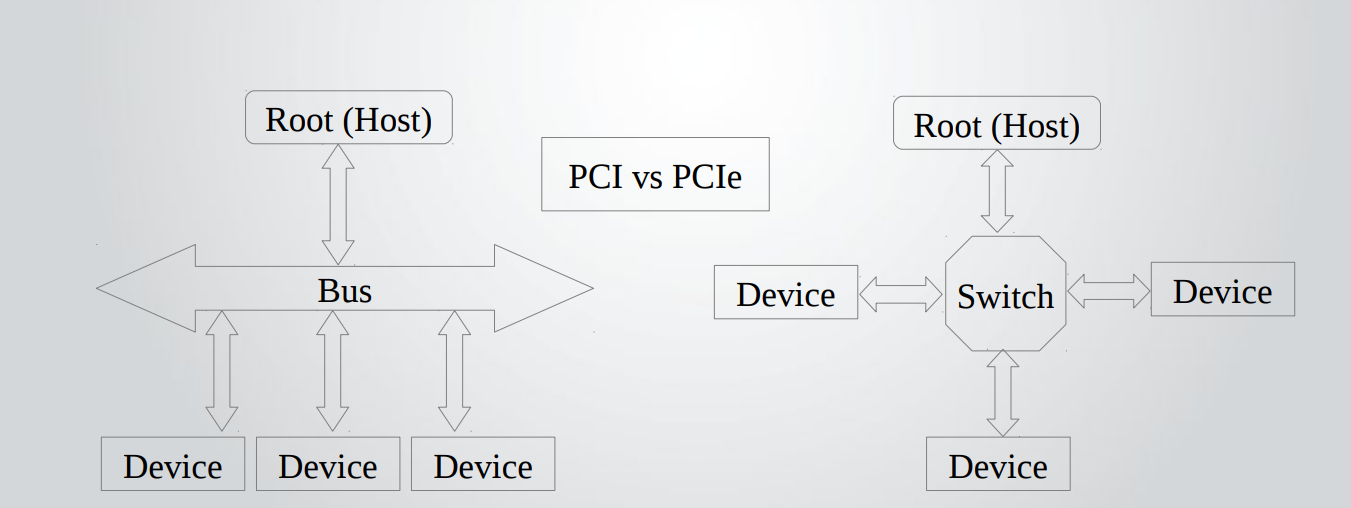 Root (Host)
PCI vs PCIe
Bus
Device
Device
Device
Root (Host)
Device
Switch
Device
Device